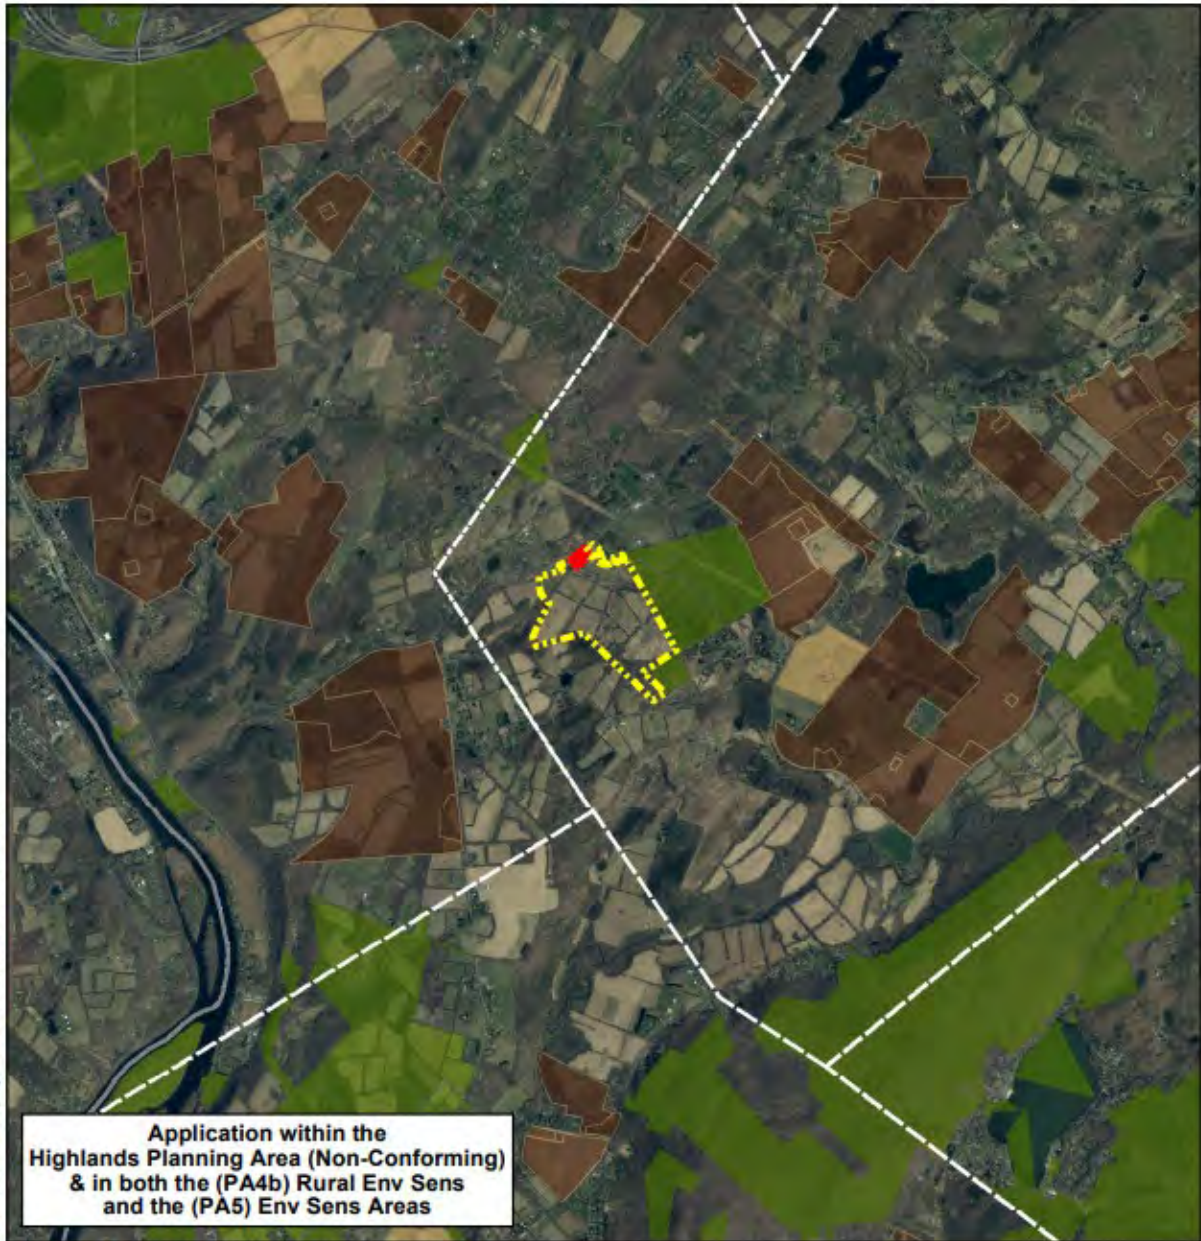 Application within the
Highlands Planning Area (Non-Conforming)
& in both the (PA4b) Rural Env Sens
and the (PA5) Env Sens Areas